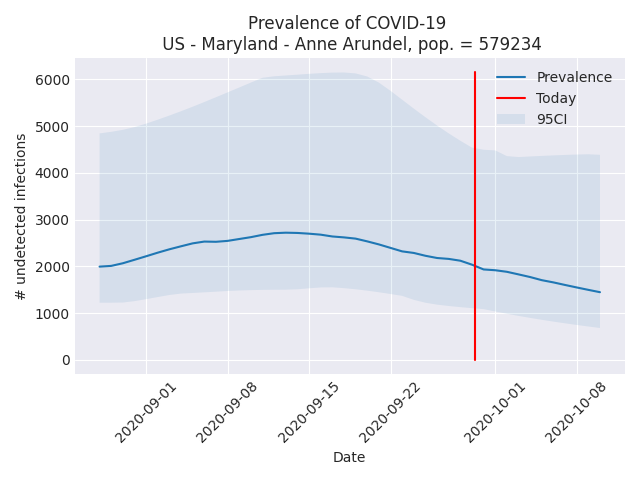 Prevalence of COVID-19
US - Maryland - Anne Arundel, pop. = 579234
Prevalence
Today
95CI
# undetected infections
6000
5000
4000
3000
2000
1000
0
2020-09-01
2020-09-08
2020-09-15
2020-09-22
2020-10-01
2020-10-08
Date